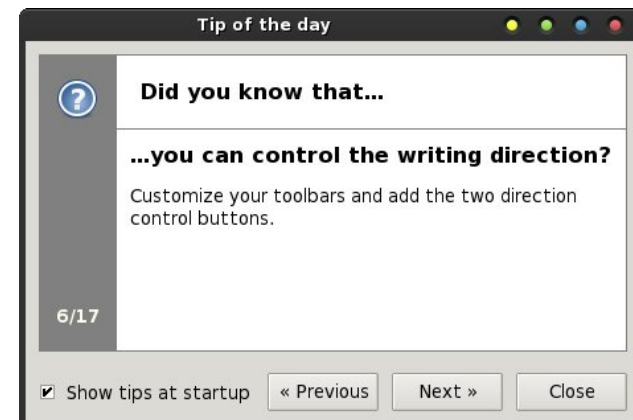 Tip of the day
?
Did you know that...
...you can control the writing direction?
Customize your toolbars and add the two direction
control buttons.
6/17
Show tips at startup
« Previous
Next »
Close